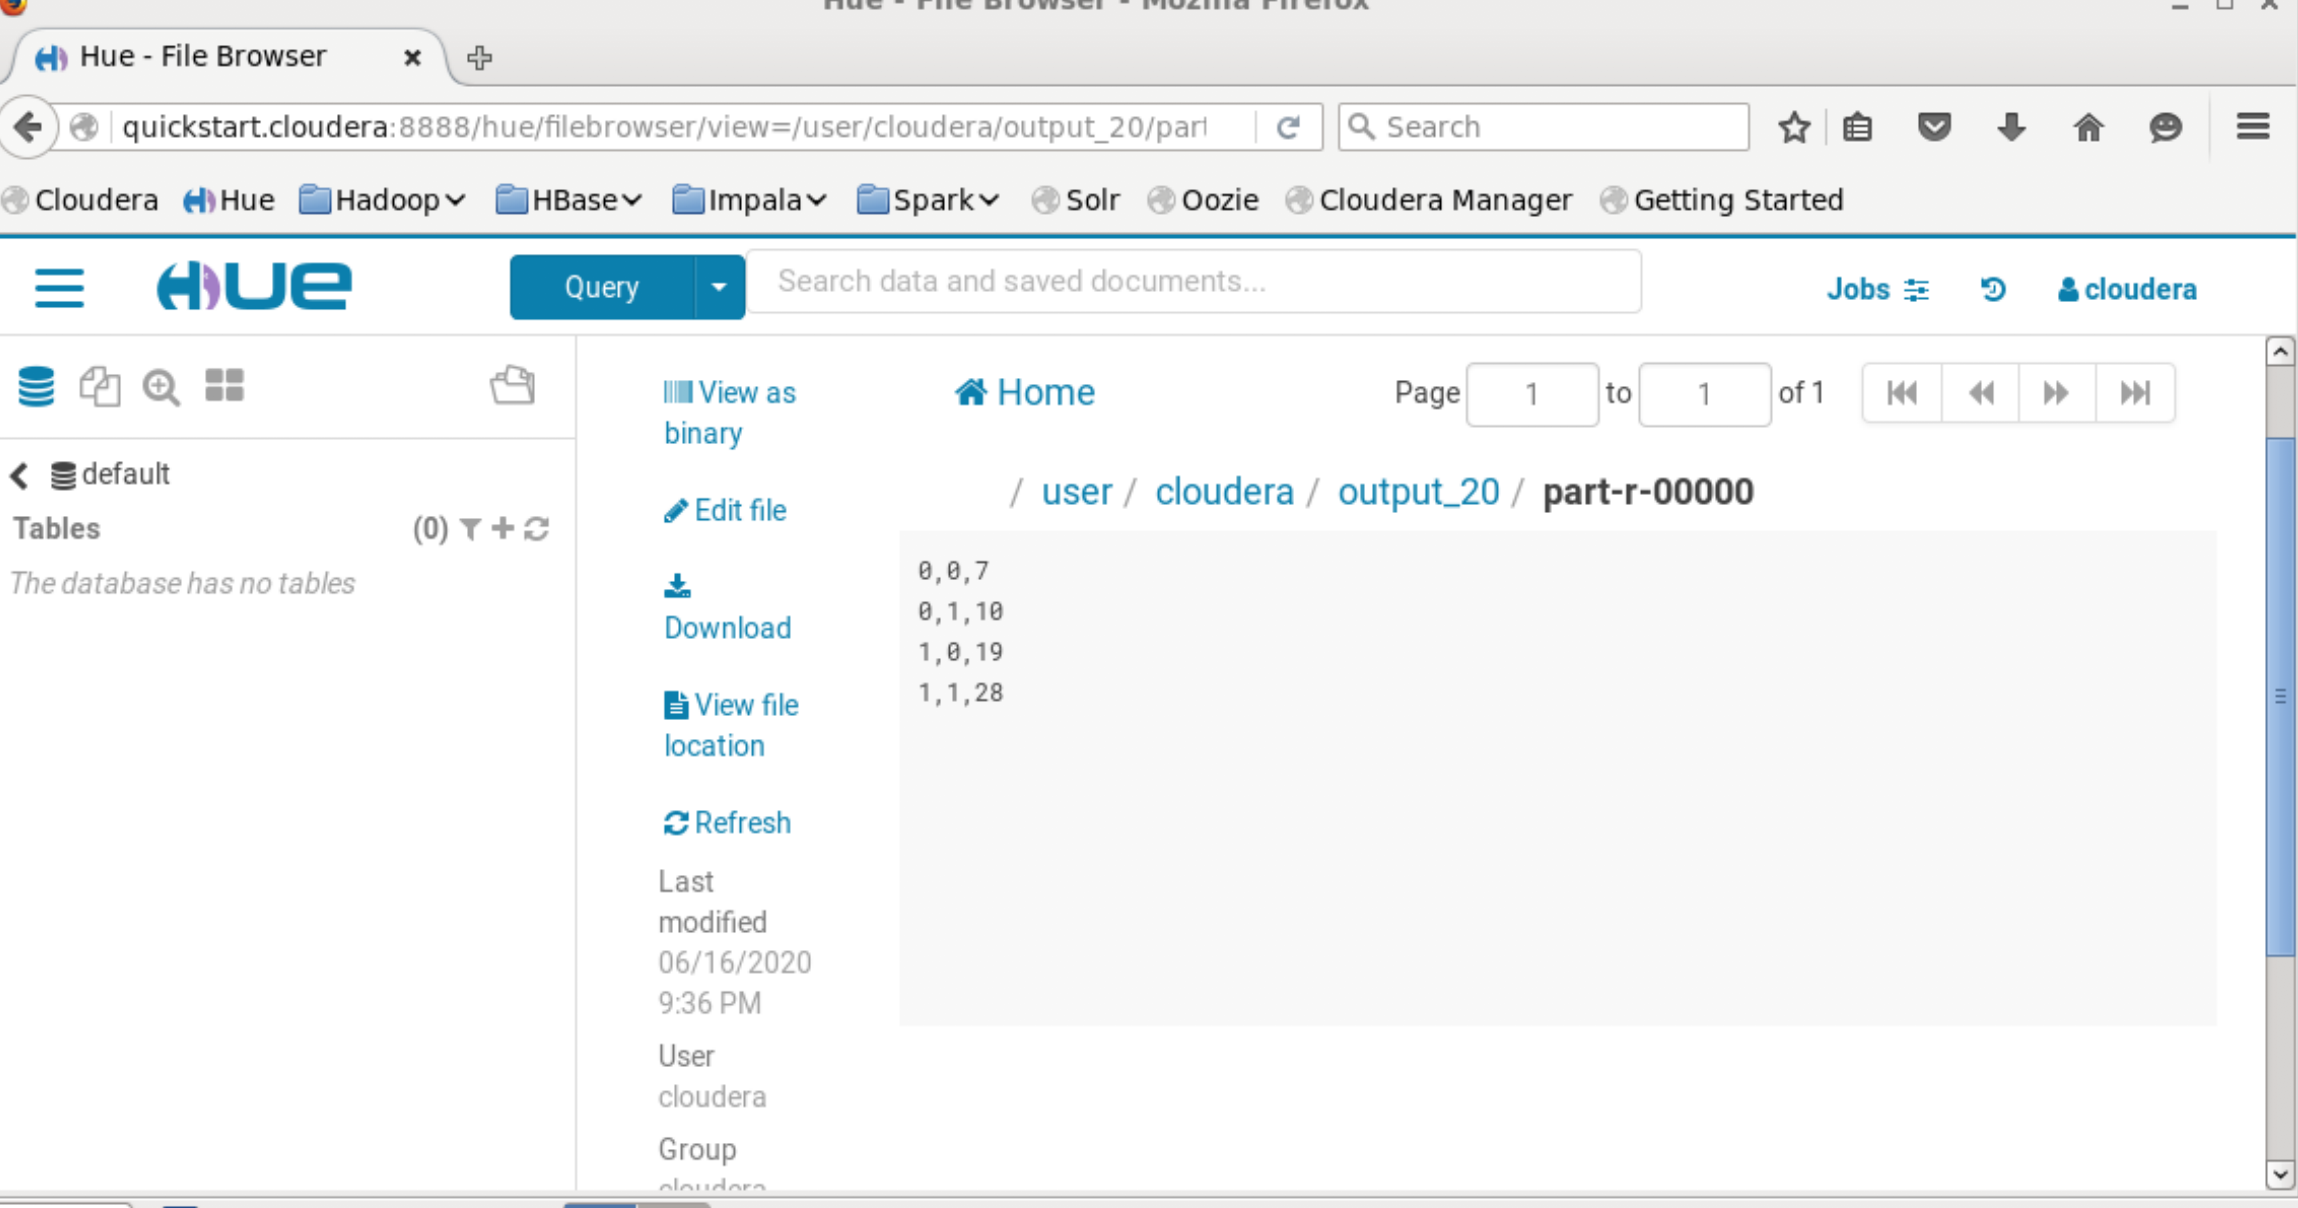 Hue - File Browser - Mozilla Firefox
Hue - File Browser
quickstart.cloudera:8888/hue/filebrowser/view=/user/cloudera/output_20/part
Search
Cloudera Hue Hadoop HBase Impala Spark Solr Oozie Cloudera Manager Getting Started
HUE
Query
Search data and saved documents...
Jobs
cloudera
default
Tables (0)
The database has no tables
View as
binary
Edit file
Download
View file
location
Refresh
Last
modified
06/16/2020
9:36 PM
User
cloudera
Group
cloudera
Home
Page 1 to 1 of 1
/ user / cloudera / output_20 / part-r-00000
0,0,7
0,1,10
1,0,19
1,1,28